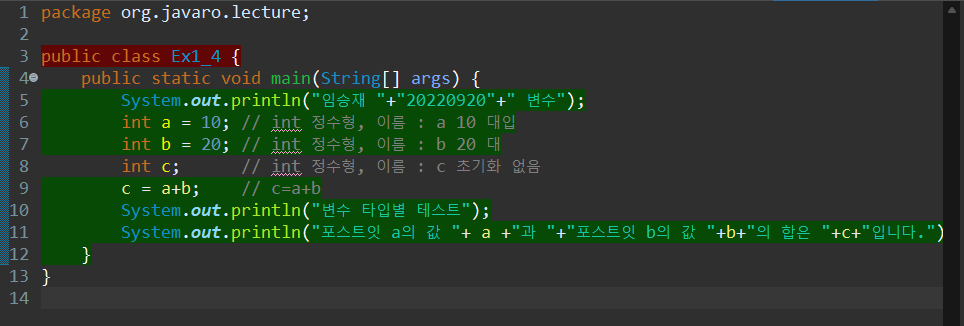 1 package org.javaro.lecture;
2
3 public class Ex1_4 {
4 public static void main(String[] args) {
5 System.out.println("임승재 "+"20220920"+" 변수");
6 int a = 10; // int 정수형, 이름 : a 10 대입
7 int b = 20; // int 정수형, 이름 : b 20 대
8 int c; // int 정수형, 이름 : c 초기화 없음
9 c = a+b; // c=a+b
10 System.out.println("변수 타입별 테스트");
11 System.out.println("포스트잇 a의 값 "+ a +"과 "+"포스트잇 b의 값 "+b+"의 합은 "+c+"입니다.")
12 }
13 }
14